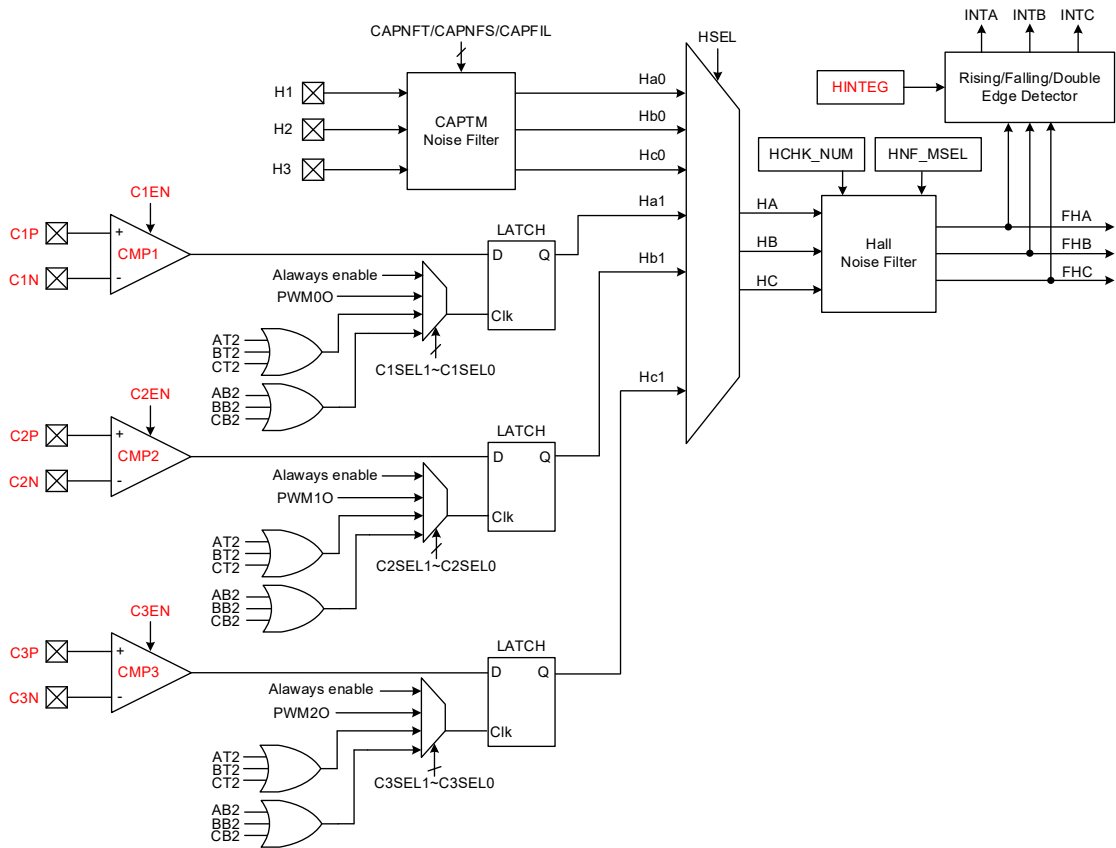 INTA INTB INTC
CAPNFT/CAPNFS/CAPFIL
HSEL
HINTEG
Rising/Falling/Double
Edge Detector
H1
H2
H3
CAPTM
Noise Filter
Ha0
Hb0
Hc0
Ha1
Hb1
Hc1
HCHK_NUM
HNF_MSEL
HA
HB
HC
Hall
Noise Filter
FHA
FHB
FHC
C1EN
C1P
C1N
+
-
CMP1
LATCH
D Q
Clk
Alaways enable
PWM0O
AT2
BT2
CT2
C1SEL1~C1SEL0
AB2
BB2
CB2
C2EN
C2P
C2N
+
-
CMP2
LATCH
D Q
Clk
Alaways enable
PWM1O
AT2
BT2
CT2
C2SEL1~C2SEL0
AB2
BB2
CB2
C3EN
C3P
C3N
+
-
CMP3
LATCH
D Q
Clk
Alaways enable
PWM2O
AT2
BT2
CT2
C3SEL1~C3SEL0
AB2
BB2
CB2